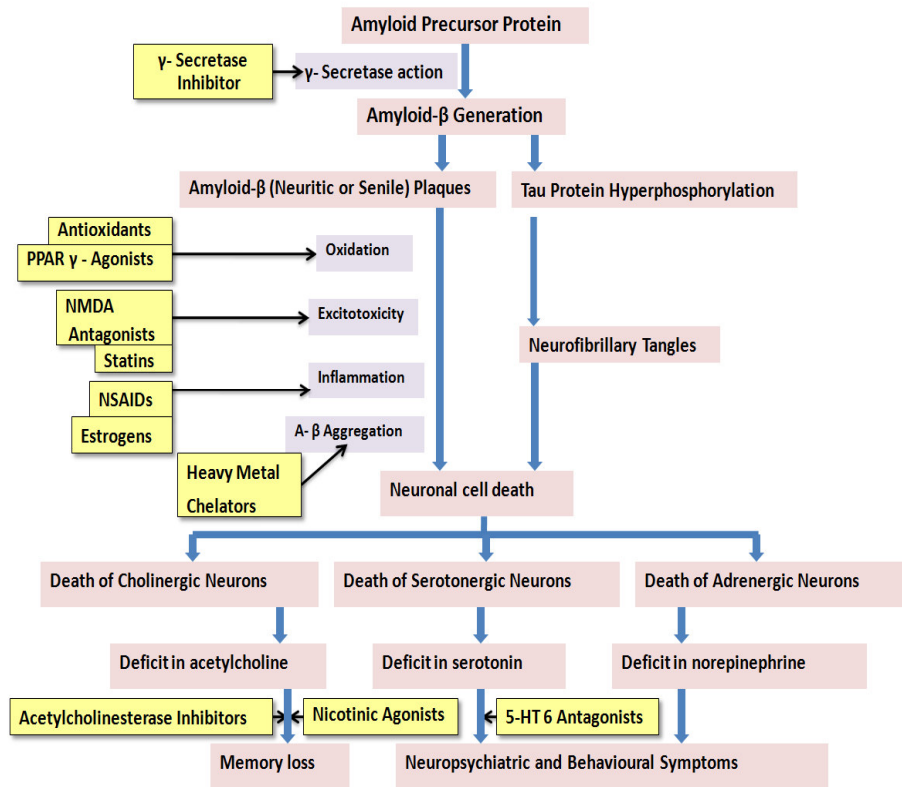 Amyloid Precursor Protein
γ- Secretase
Inhibitor
γ- Secretase action
Amyloid-β Generation
Amyloid-β (Neuritic or Senile) Plaques
Tau Protein Hyperphosphorylation
Antioxidants
PPAR γ - Agonists
Oxidation
NMDA
Antagonists
Statins
Excitotoxicity
Neurofibrillary Tangles
NSAIDs
Estrogens
Inflammation
A- β Aggregation
Heavy Metal
Chelators
Neuronal cell death
Death of Cholinergic Neurons
Death of Serotonergic Neurons
Death of Adrenergic Neurons
Deficit in acetylcholine
Deficit in serotonin
Deficit in norepinephrine
Acetylcholinesterase Inhibitors
Nicotinic Agonists
5-HT 6 Antagonists
Memory loss
Neuropsychiatric and Behavioural Symptoms